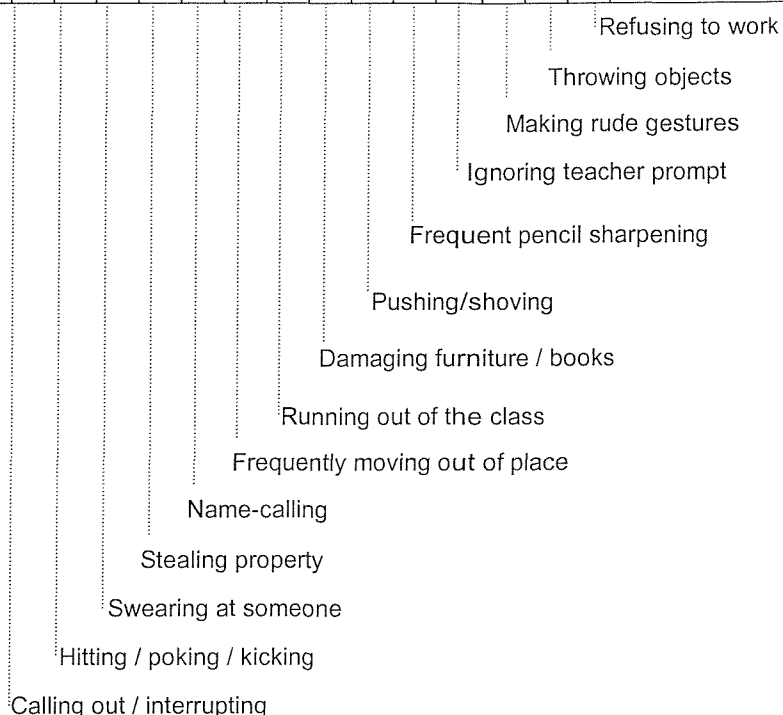 Refusing to work
Throwing objects
Making rude gestures
Ignoring teacher prompt
Frequent pencil sharpening
Pushing/shoving
Damaging furniture / books
Running out of the class
Frequently moving out of place
Name-calling
Stealing property
Swearing at someone
Hitting / poking / kicking
Calling out / interrupting